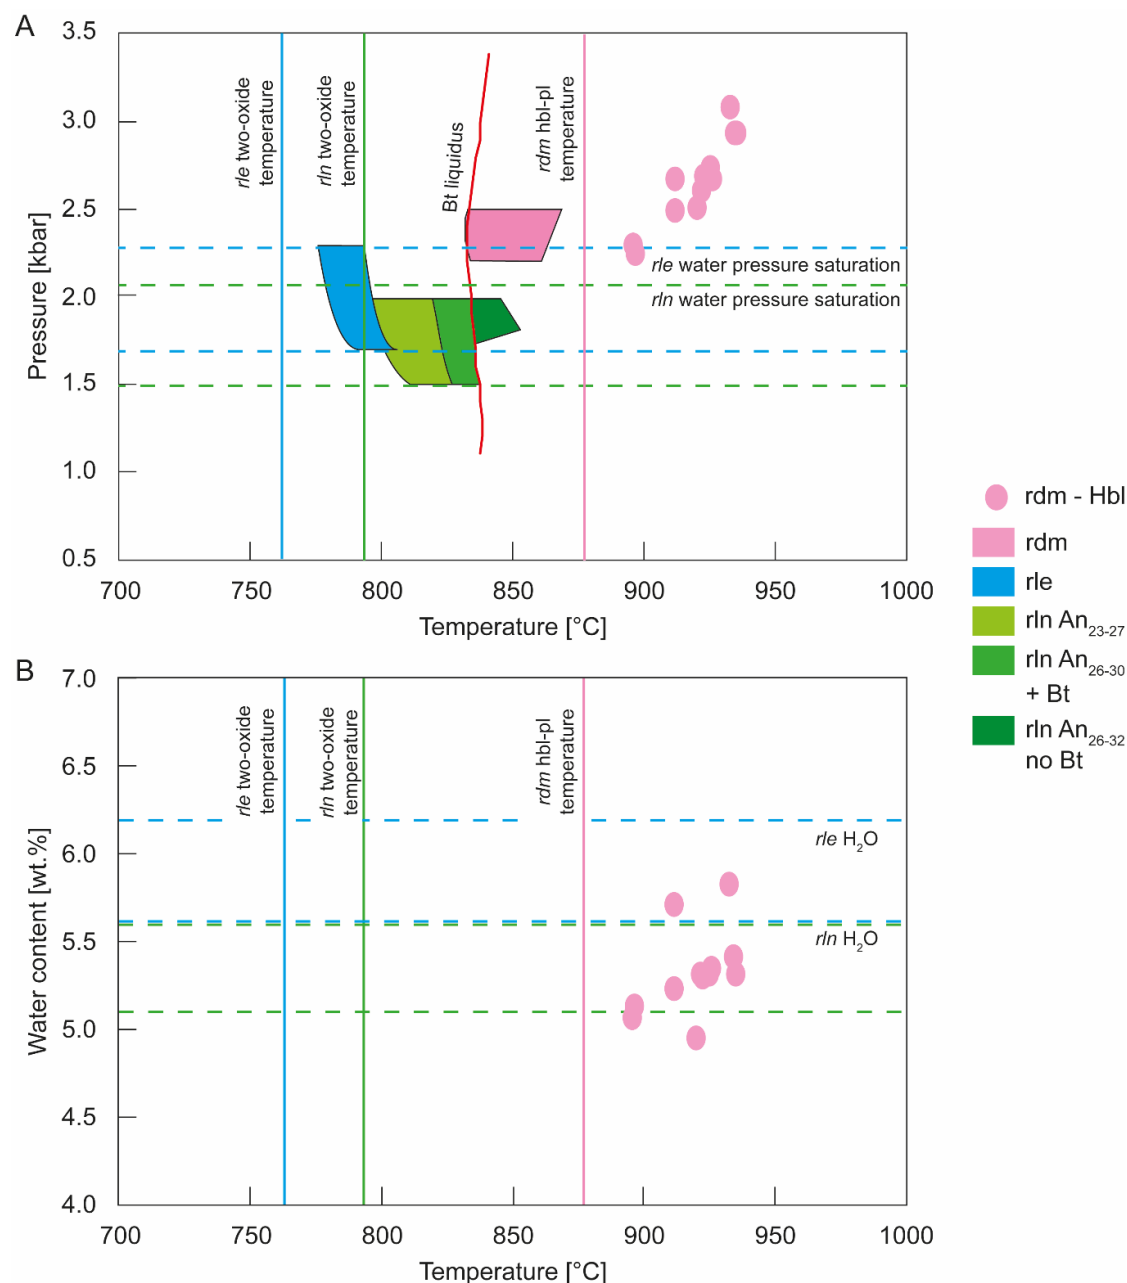 A
3.5
3.0
2.5
2.0
1.5
1.0
0.5
Pressure [kbar]
rle two-oxide
temperature
rln two-oxide
temperature
Bt liquidus
rdm hbl-pl
temperature
rle water pressure saturation
rln water pressure saturation
700
750
800
850
900
950
1000
Temperature [°C]
rdm - Hbl
rdm
rle
rln An23-27
rln An26-30
+ Bt
rln An26-32
no Bt
B
7.0
6.5
6.0
5.5
5.0
4.5
4.0
Water content [wt.%]
rle two-oxide
temperature
rln two-oxide
temperature
rdm hbl-pl
temperature
rle H2O
rln H2O
700
750
800
850
900
950
1000
Temperature [°C]